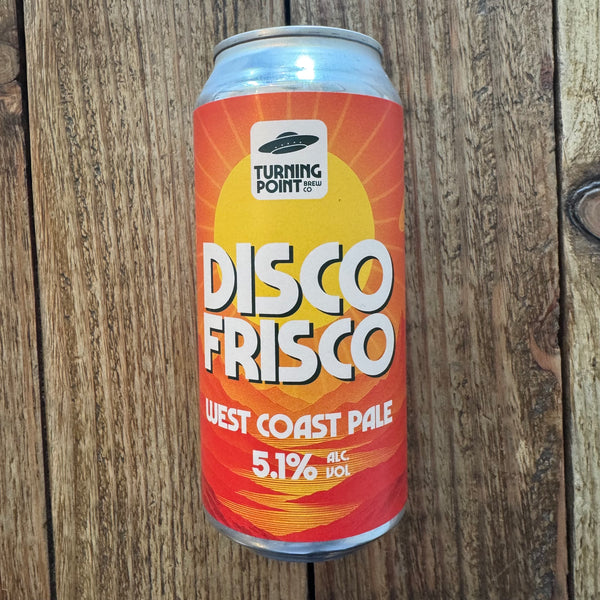 TURNING
POINT BREW CO
DISCO
FRISCO
WEST COAST PALE
5.1% ALC. VOL